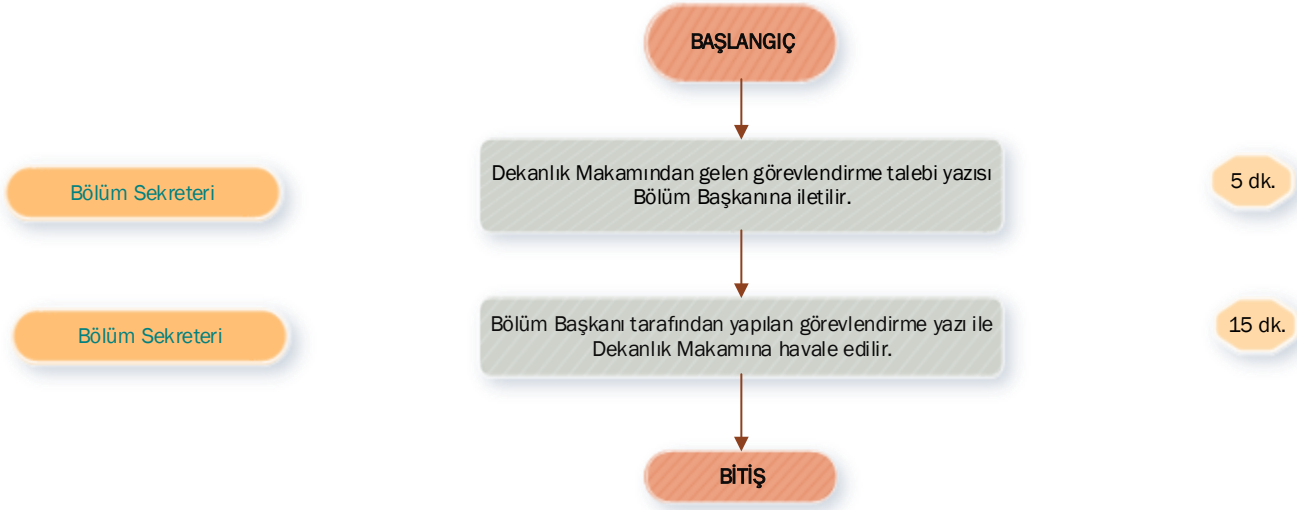 BAŞLANGIÇ
Bölüm Sekreteri
Dekanlık Makamından gelen görevlendirme talebi yazısı
Bölüm Başkanına iletilir.
5 dk.
Bölüm Sekreteri
Bölüm Başkanı tarafından yapılan görevlendirme yazı ile
Dekanlık Makamına havale edilir.
15 dk.
BİTİŞ